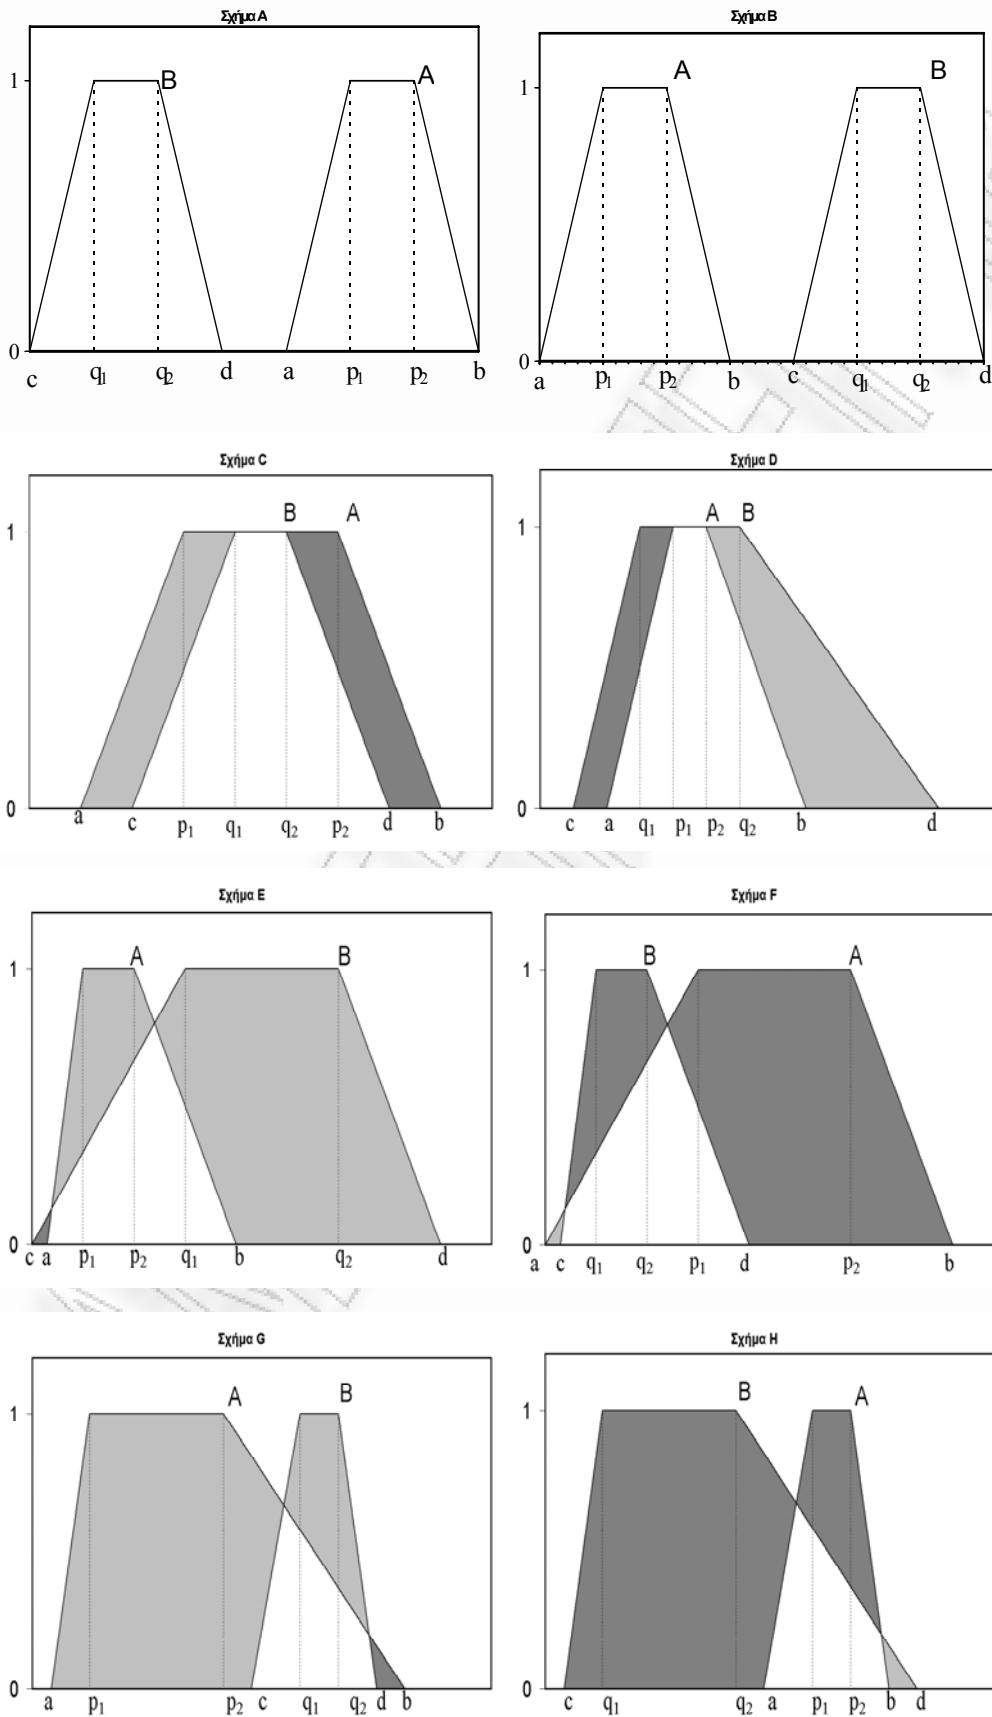 Σχήμα A
B
A
1
0
c q1 q2 d a p1 p2 b
Σχήμα B
A
B
1
0
a p1 p2 b c q1 q2 d
Σχήμα C
B A
1
0
a c p1 q1 q2 p2 d b
Σχήμα D
A B
1
0
c a q1 p1 p2 q2 b d
Σχήμα E
A B
1
0
c a p1 p2 q1 b q2 d
Σχήμα F
B A
1
0
a c q1 q2 p1 d p2 b
Σχήμα G
A B
1
0
a p1 p2 c q1 q2 d b
Σχήμα H
B A
1
0
c q1 q2 a p1 p2 b d